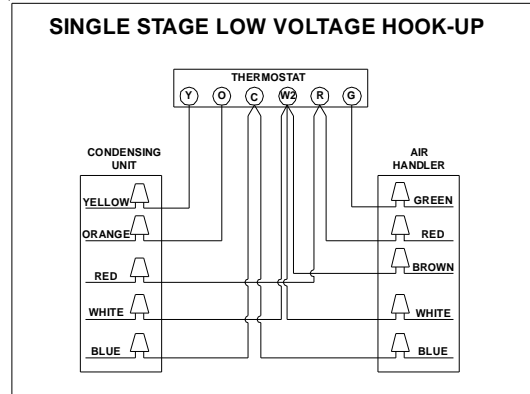 SINGLE STAGE LOW VOLTAGE HOOK-UP
THERMOSTAT
Y O C W2 R G
CONDENSING
UNIT
AIR
HANDLER
YELLOW
ORANGE
RED
WHITE
BLUE
GREEN
RED
BROWN
WHITE
BLUE